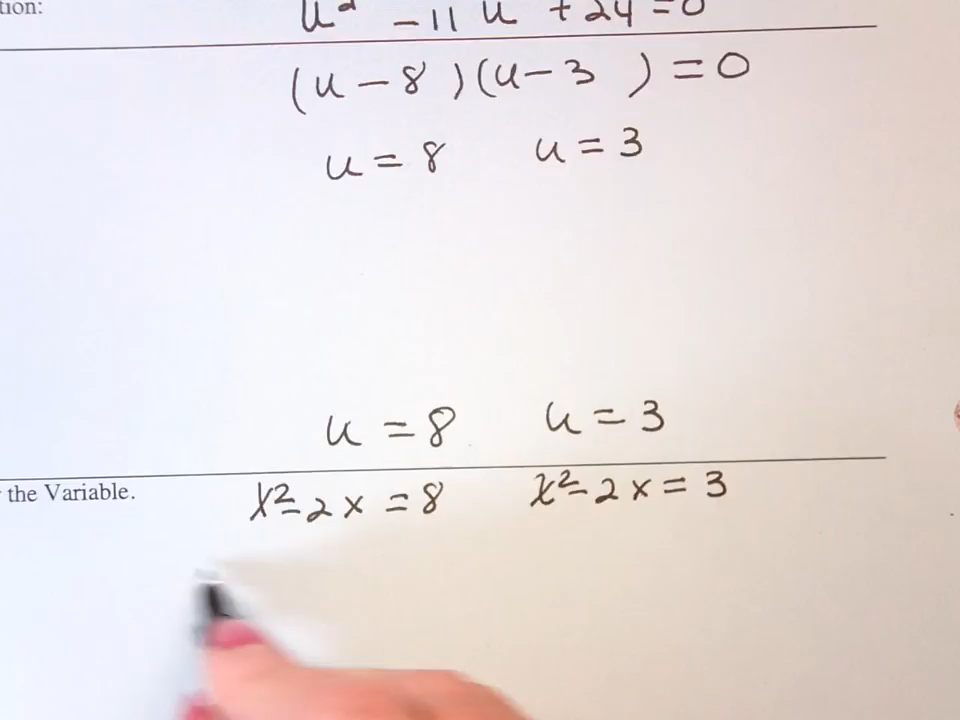 tion:
u² - 11 u + 24 = 0
(u - 8)(u - 3 ) = 0
u = 8 u = 3
u = 8 u = 3
the Variable.
x² - 2x = 8 x² - 2x = 3